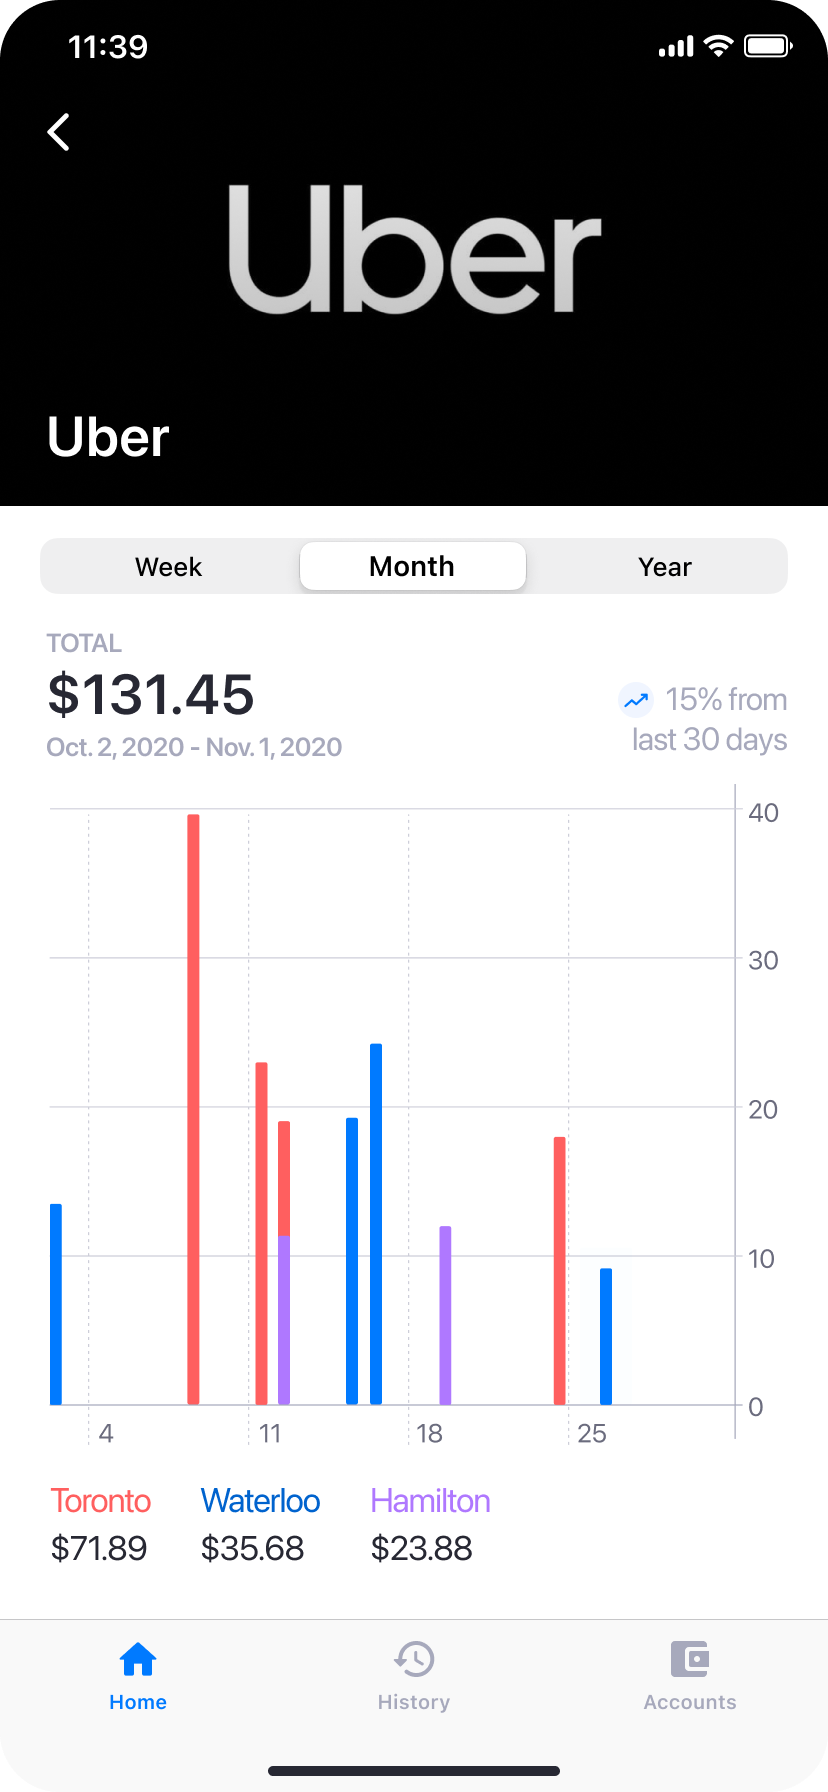 11:39
Uber
Uber
Week Month Year
TOTAL
$131.45
Oct. 2, 2020 - Nov. 1, 2020
15% from
last 30 days
40
30
20
10
0
4 11 18 25
Toronto Waterloo Hamilton
$71.89 $35.68 $23.88
Home History Accounts